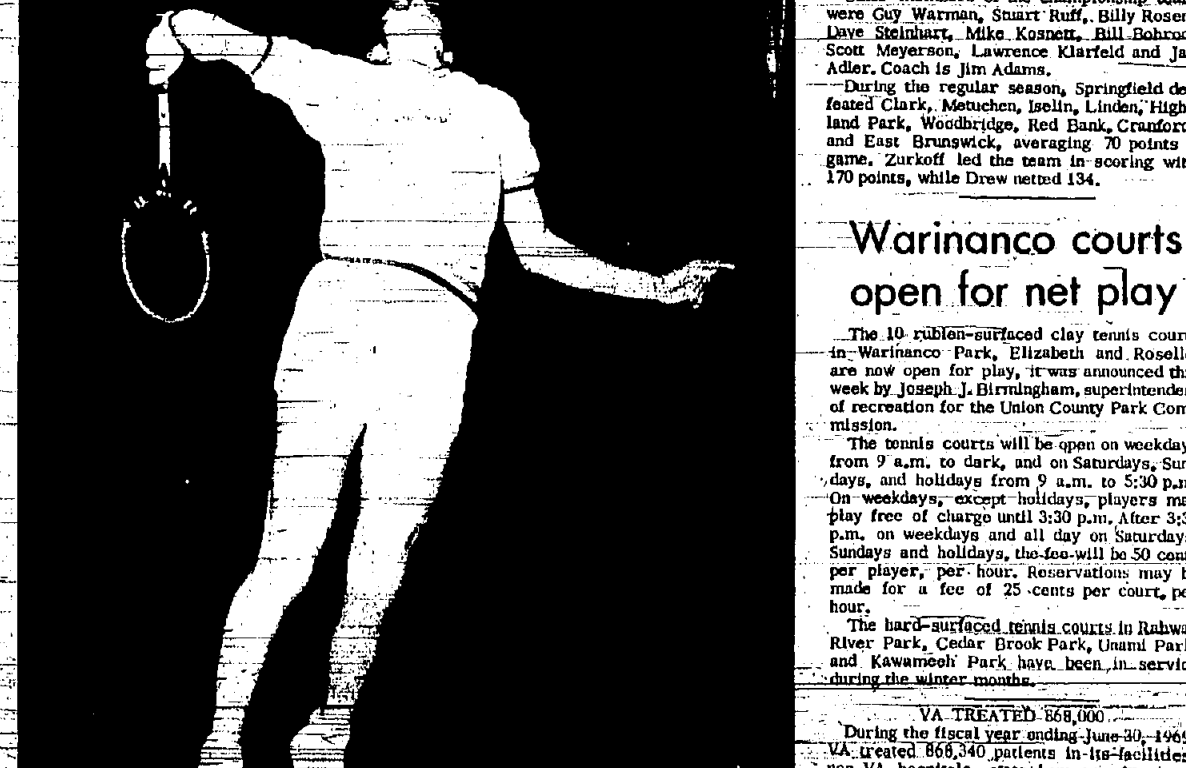 were Guy Warman, Stuart Ruff, Billy Rosen
Dave Steinhart, Mike Kosnett, Bill Bohrod
Scott Meyerson, Lawrence Klarfeld and Ja
Adler. Coach is Jim Adams.
During the regular season, Springfield de
feated Clark, Metuchen, Iselin, Linden, High
land Park, Woodbridge, Red Bank, Cranford
and East Brunswick, averaging 70 points
game. Zurkoff led the team in scoring wit
170 points, while Drew netted 134.
Warinanco courts
open for net play
The 10 rubien-surfaced clay tennis cour
in Warinanco Park, Elizabeth and Roselle
are now open for play, it was announced th
week by Joseph J. Birmingham, superintende
of recreation for the Union County Park Com
mission.
The tennis courts will be open on weekday
from 9 a.m. to dark, and on Saturdays, Sun
days, and holidays from 9 a.m. to 5:30 p.m
On weekdays, except holidays, players ma
play free of charge until 3:30 p.m. After 3:3
p.m. on weekdays and all day on Saturday
Sundays and holidays, the fee will be 50 cent
per player, per hour. Reservations may b
made for a fee of 25 cents per court, pe
hour.
The hard-surfaced tennis courts in Rahwa
River Park, Cedar Brook Park, Unami Park
and Kawameeh Park have been in servic
during the winter months.
VA TREATED 868,000
During the fiscal year ending June 30, 1969
VA treated 868,340 patients in its facilities